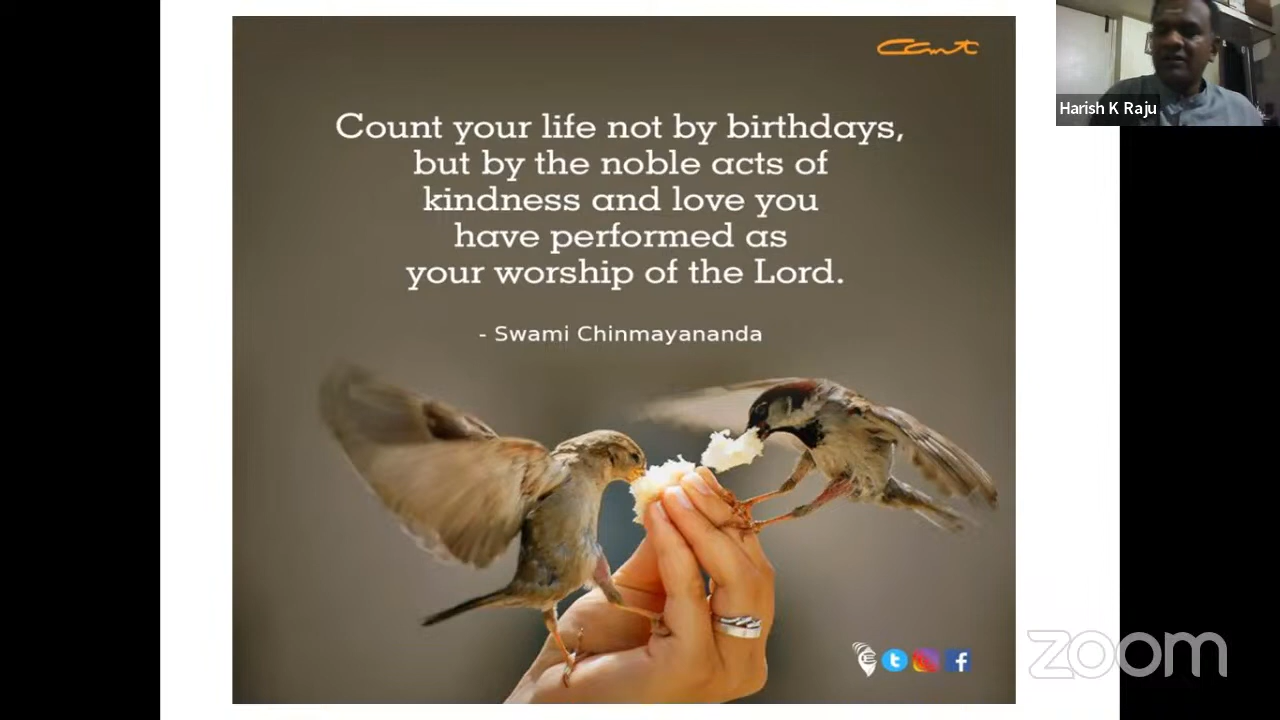 Harish K Raju
Count your life not by birthdays,
but by the noble acts of
kindness and love you
have performed as
your worship of the Lord.
- Swami Chinmayananda
zoom